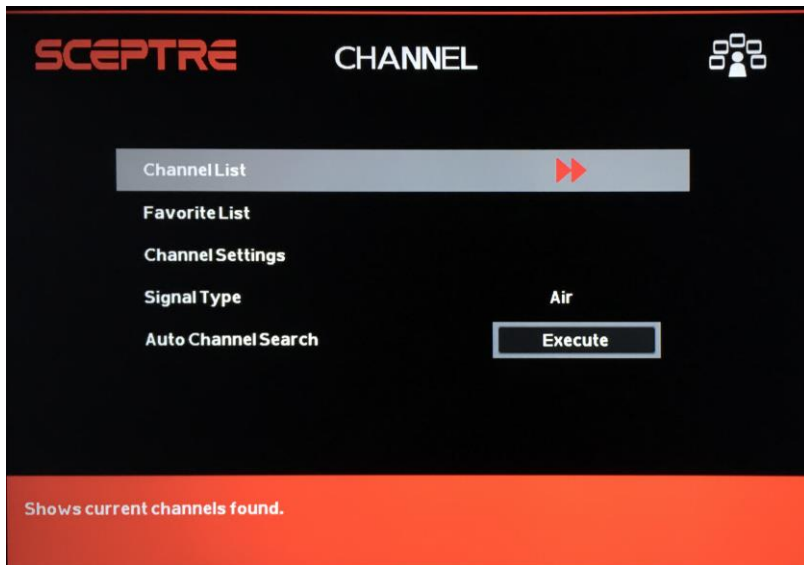 SCEPTRE
CHANNEL
Channel List
Favorite List
Channel Settings
Signal Type Air
Auto Channel Search Execute
Shows current channels found.